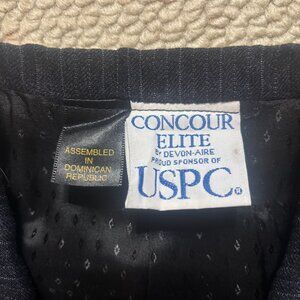 ASSEMBLED
IN
DOMINICAN
REPUBLIC
CONCOUR
ELITE
BY DEVON-AIRE
PROUD SPONSOR OF
USPC®